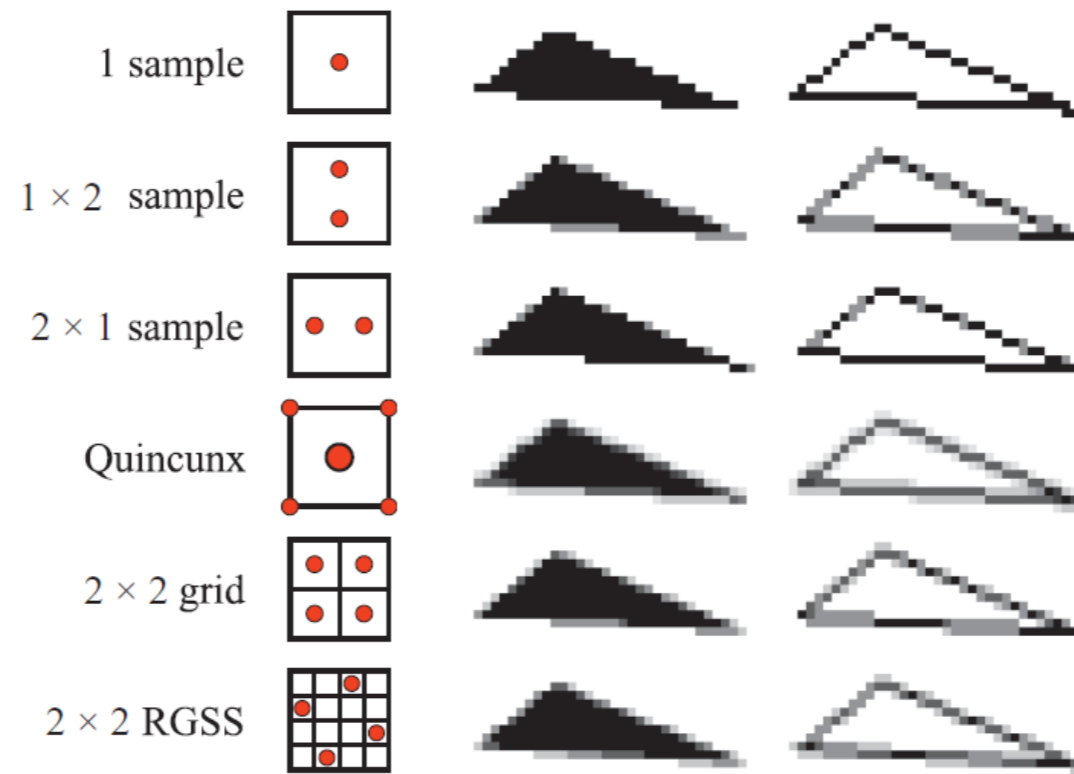 1 sample
1 × 2 sample
2 × 1 sample
Quincunx
2 × 2 grid
2 × 2 RGSS